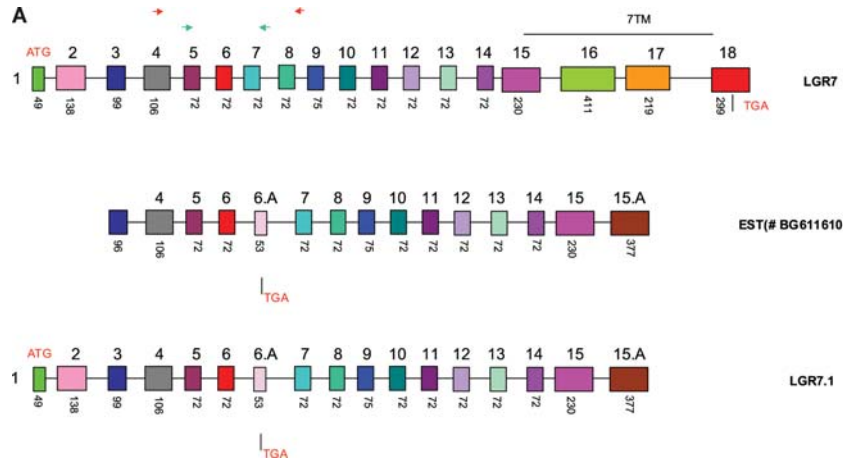 A
7TM
ATG 2 3 4 5 6 7 8 9 10 11 12 13 14 15 16 17 18
1 LGR7
49 138 99 106 72 72 72 72 75 72 72 72 72 72 230 411 219 299 TGA
4 5 6 6.A 7 8 9 10 11 12 13 14 15 15.A
EST(# BG611610
96 106 72 72 53 72 72 75 72 72 72 72 72 230 377
TGA
ATG 2 3 4 5 6 6.A 7 8 9 10 11 12 13 14 15 15.A
1 LGR7.1
49 138 99 106 72 72 53 72 72 75 72 72 72 72 72 230 377
TGA